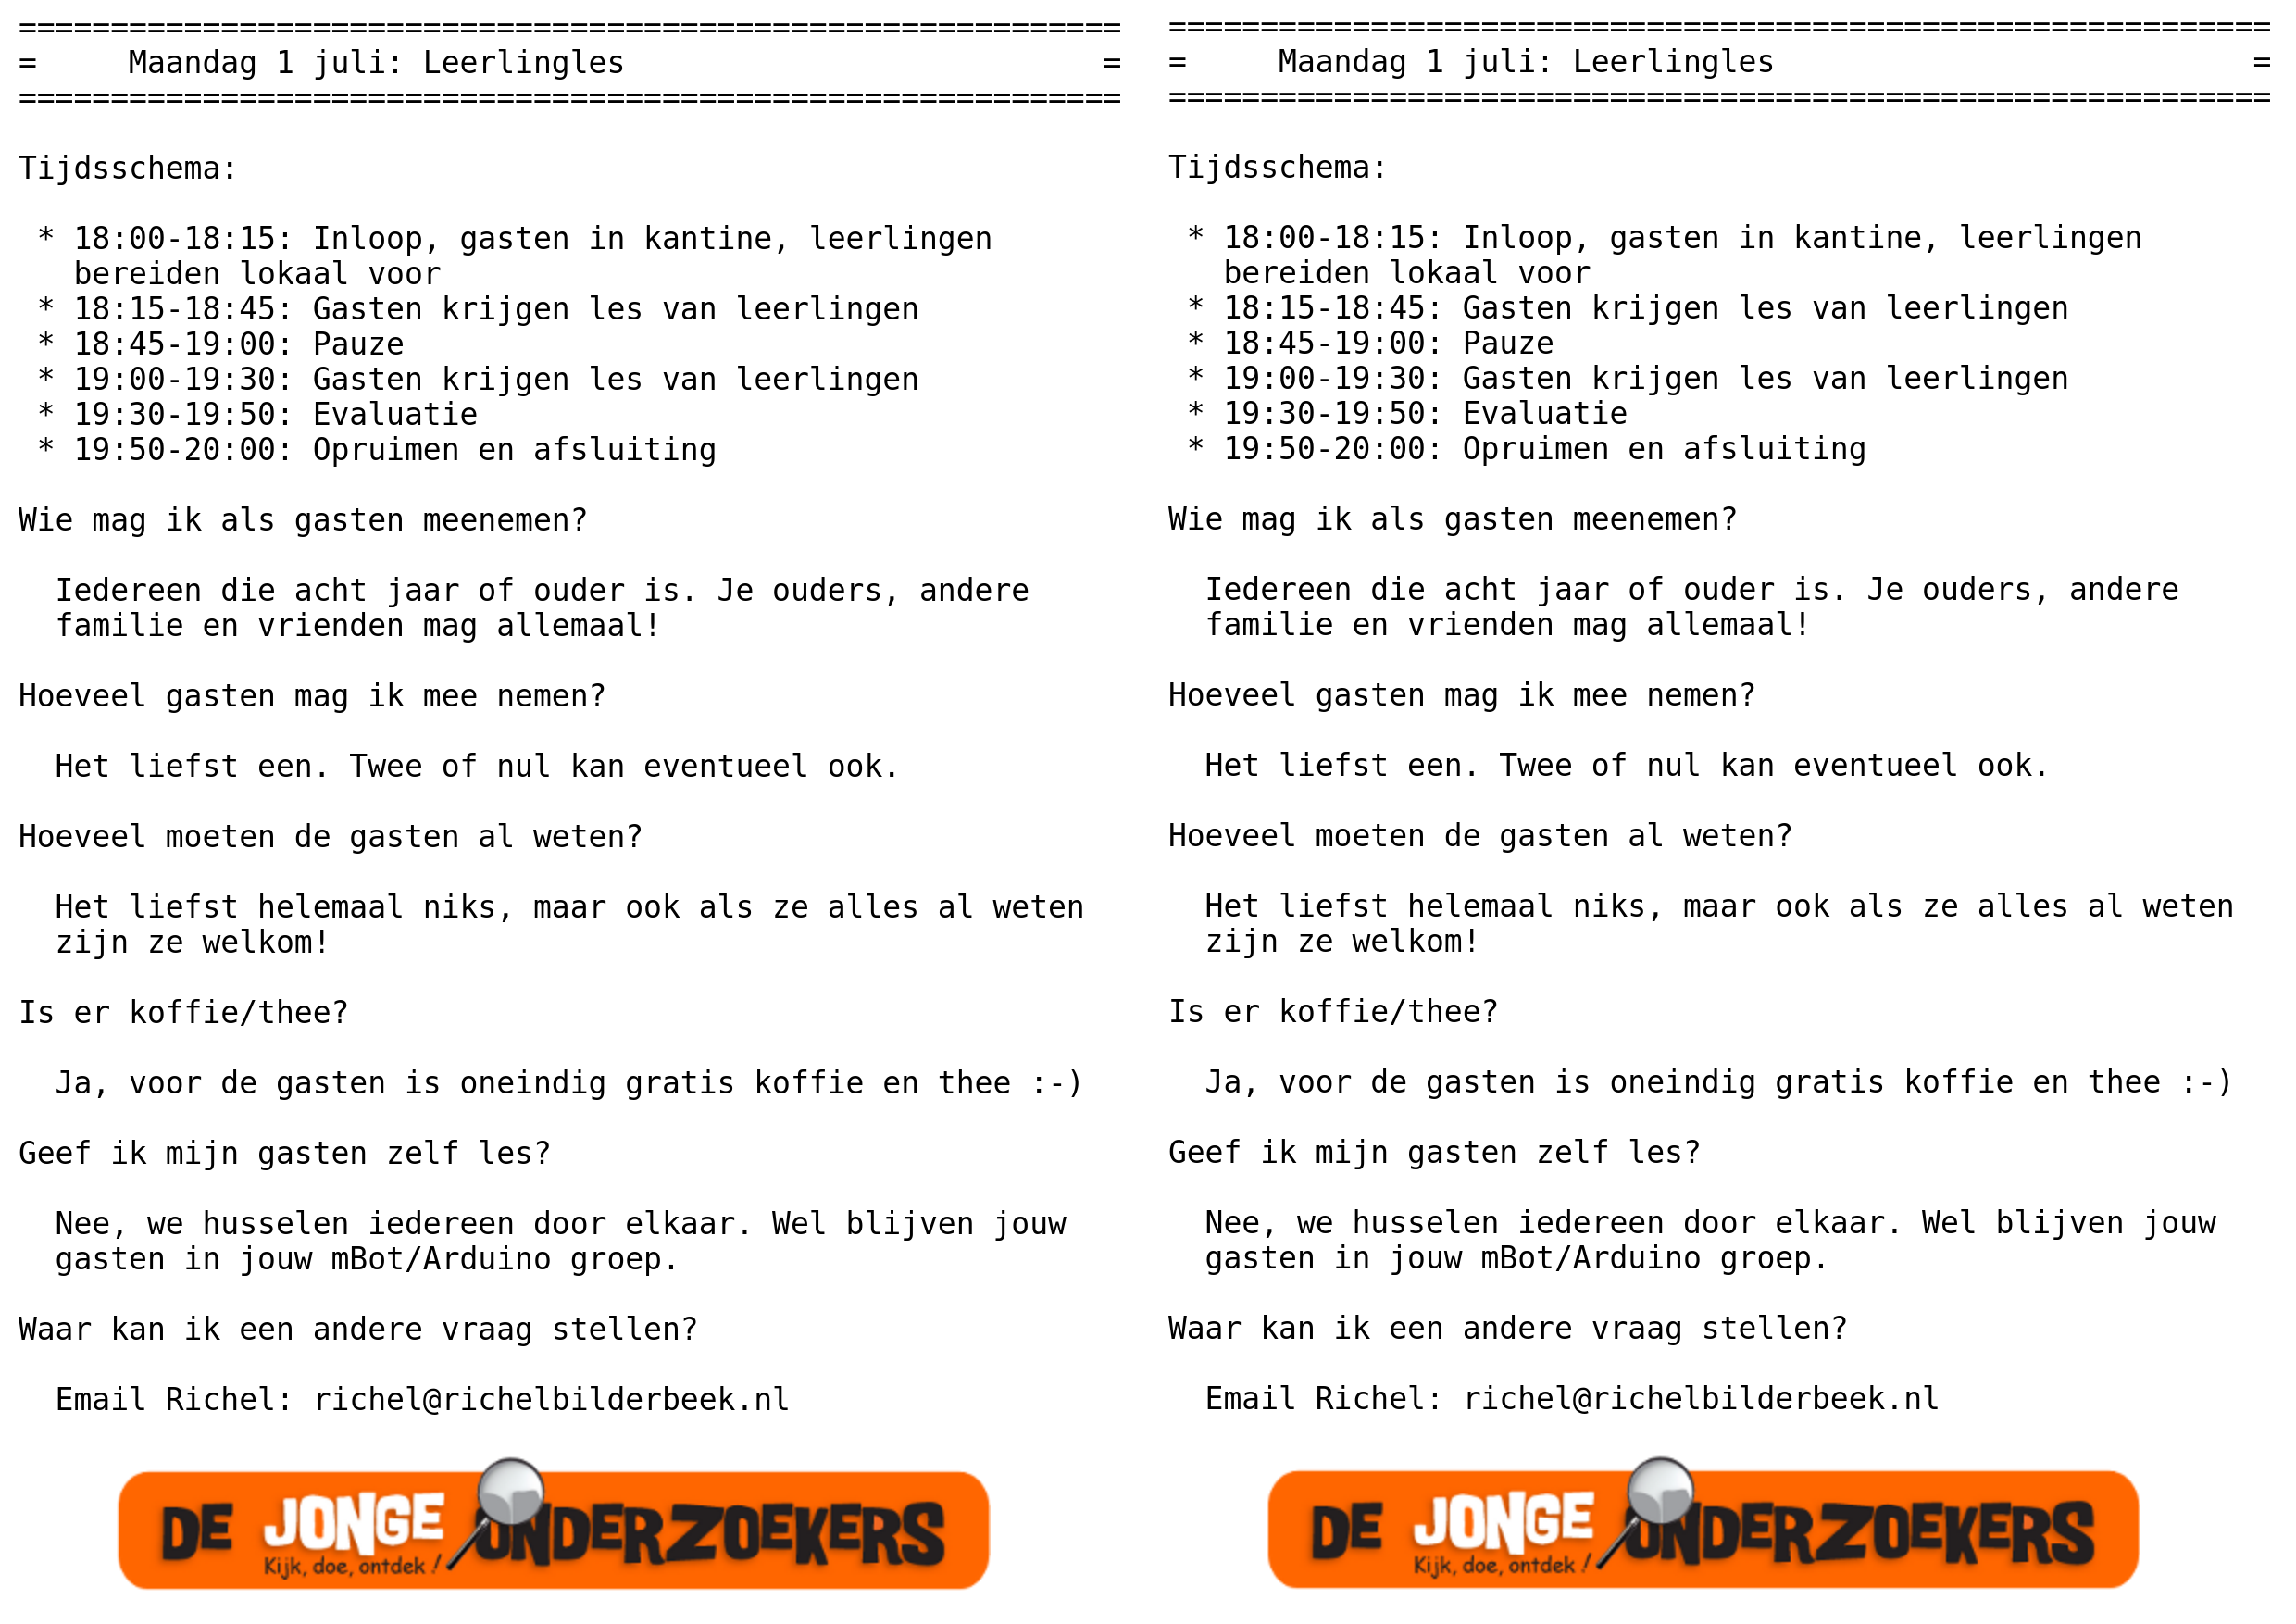 ============================================================
=     Maandag 1 juli: Leerlingles                          =
============================================================

Tijdsschema:

 * 18:00-18:15: Inloop, gasten in kantine, leerlingen
   bereiden lokaal voor
 * 18:15-18:45: Gasten krijgen les van leerlingen
 * 18:45-19:00: Pauze
 * 19:00-19:30: Gasten krijgen les van leerlingen
 * 19:30-19:50: Evaluatie
 * 19:50-20:00: Opruimen en afsluiting

Wie mag ik als gasten meenemen?

  Iedereen die acht jaar of ouder is. Je ouders, andere
  familie en vrienden mag allemaal!

Hoeveel gasten mag ik mee nemen?

  Het liefst een. Twee of nul kan eventueel ook.

Hoeveel moeten de gasten al weten?

  Het liefst helemaal niks, maar ook als ze alles al weten
  zijn ze welkom!

Is er koffie/thee?

  Ja, voor de gasten is oneindig gratis koffie en thee :-)

Geef ik mijn gasten zelf les?

  Nee, we husselen iedereen door elkaar. Wel blijven jouw
  gasten in jouw mBot/Arduino groep.

Waar kan ik een andere vraag stellen?

  Email Richel: richel@richelbilderbeek.nl

DE JONGE ONDERZOEKERS
Kijk, doe, ontdek!

============================================================
=     Maandag 1 juli: Leerlingles                          =
============================================================

Tijdsschema:

 * 18:00-18:15: Inloop, gasten in kantine, leerlingen
   bereiden lokaal voor
 * 18:15-18:45: Gasten krijgen les van leerlingen
 * 18:45-19:00: Pauze
 * 19:00-19:30: Gasten krijgen les van leerlingen
 * 19:30-19:50: Evaluatie
 * 19:50-20:00: Opruimen en afsluiting

Wie mag ik als gasten meenemen?

  Iedereen die acht jaar of ouder is. Je ouders, andere
  familie en vrienden mag allemaal!

Hoeveel gasten mag ik mee nemen?

  Het liefst een. Twee of nul kan eventueel ook.

Hoeveel moeten de gasten al weten?

  Het liefst helemaal niks, maar ook als ze alles al weten
  zijn ze welkom!

Is er koffie/thee?

  Ja, voor de gasten is oneindig gratis koffie en thee :-)

Geef ik mijn gasten zelf les?

  Nee, we husselen iedereen door elkaar. Wel blijven jouw
  gasten in jouw mBot/Arduino groep.

Waar kan ik een andere vraag stellen?

  Email Richel: richel@richelbilderbeek.nl

DE JONGE ONDERZOEKERS
Kijk, doe, ontdek!